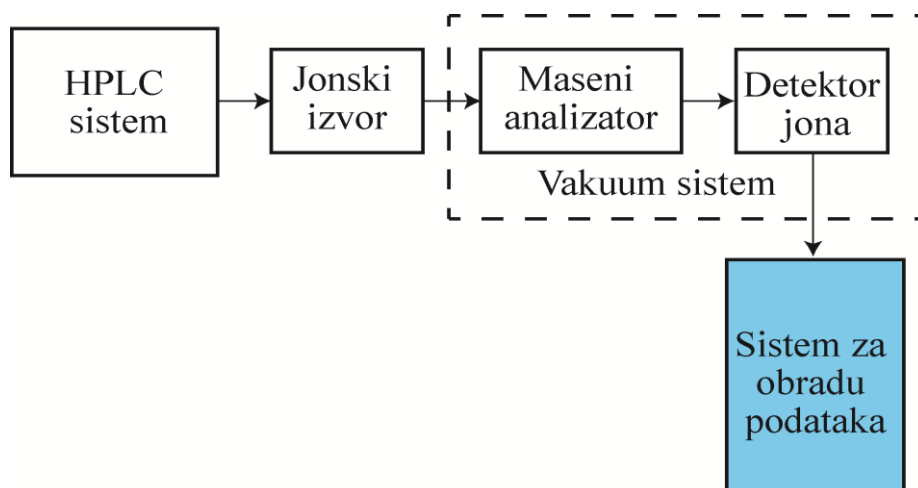 HPLC
sistem
Jonski
izvor
Maseni
analizator
Detektor
jona
Vakuum sistem
Sistem za
obradu
podataka